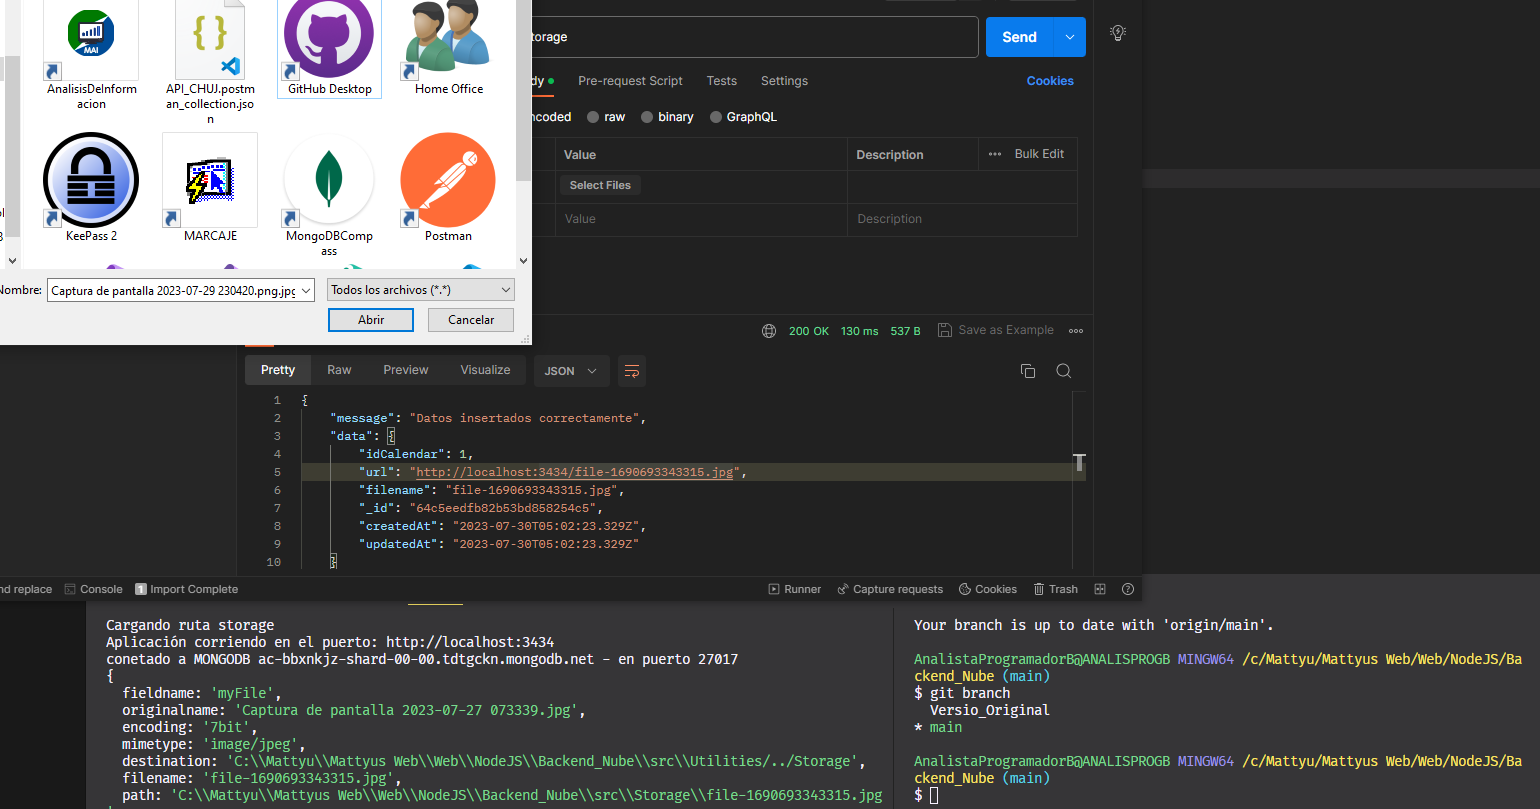 AnalisisDeInformacion
API_CHUJ.postman_collection.json
GitHub Desktop
Home Office
KeePass 2
MARCAJE
MongoDBCompass
Postman
Nombre:
Captura de pantalla 2023-07-29 230420.png.jpg
Todos los archivos (*.*)
Abrir
Cancelar
torage
Send
dy
Pre-request Script
Tests
Settings
Cookies
ncoded
raw
binary
GraphQL
Value
Description
Bulk Edit
Select Files
Value
Description
200 OK
130 ms
537 B
Save as Example
Pretty
Raw
Preview
Visualize
JSON
1 {
2 "message": "Datos insertados correctamente",
3 "data": {
4 "idCalendar": 1,
5 "url": "http://localhost:3434/file-1690693343315.jpg",
6 "filename": "file-1690693343315.jpg",
7 "_id": "64c5eedfb82b53bd858254c5",
8 "createdAt": "2023-07-30T05:02:23.329Z",
9 "updatedAt": "2023-07-30T05:02:23.329Z"
10 }
nd replace
Console
1 Import Complete
Runner
Capture requests
Cookies
Trash
Cargando ruta storage
Aplicación corriendo en el puerto: http://localhost:3434
conetado a MONGODB ac-bbxnkjz-shard-00-00.tdtgckn.mongodb.net - en puerto 27017
{
fieldname: 'myFile',
originalname: 'Captura de pantalla 2023-07-27 073339.jpg',
encoding: '7bit',
mimetype: 'image/jpeg',
destination: 'C:\\Mattyu\\Mattyus Web\\Web\\NodeJS\\Backend_Nube\\src\\Utilities/../Storage',
filename: 'file-1690693343315.jpg',
path: 'C:\\Mattyu\\Mattyus Web\\Web\\NodeJS\\Backend_Nube\\src\\Storage\\file-1690693343315.jpg
Your branch is up to date with 'origin/main'.
AnalistaProgramadorB@ANALISPROGB MINGW64 /c/Mattyu/Mattyus Web/Web/NodeJS/Ba
ckend_Nube (main)
$ git branch
Versio_Original
* main
AnalistaProgramadorB@ANALISPROGB MINGW64 /c/Mattyu/Mattyus Web/Web/NodeJS/Ba
ckend_Nube (main)
$